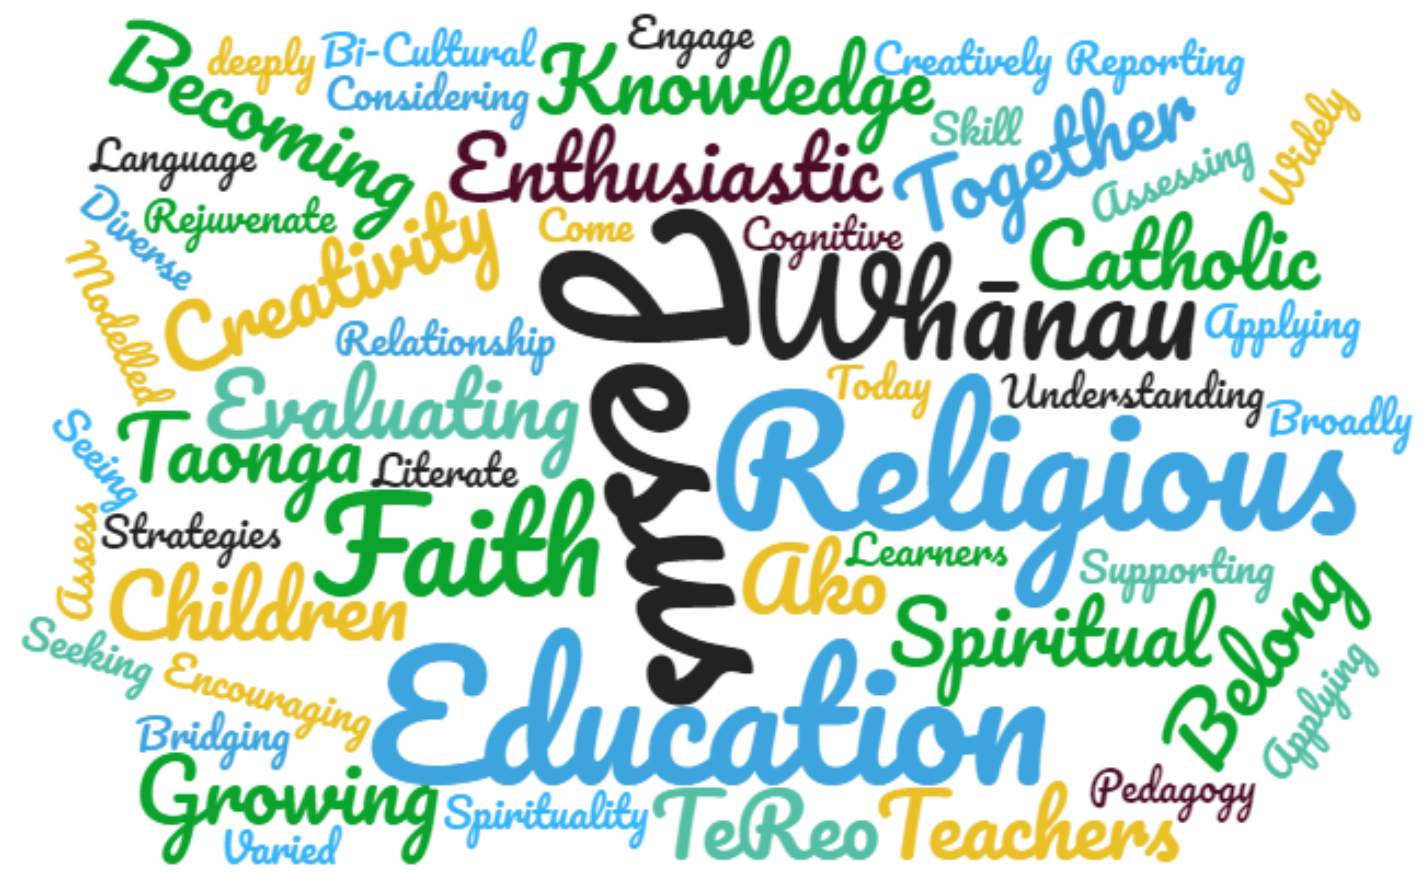 Engage
Becoming
deeply
Bi-Cultural
Knowledge
Creatively
Reporting
Considering
Skill
Together
Widely
Language
Enthusiastic
Assessing
Diverse
Rejuvenate
Creativity
Come
Cognitive
Catholic
Modelled
Jesus
Whānau
Applying
Relationship
Evaluating
Today
Understanding
Broadly
Seeing
Taonga
Literate
Religious
Assess
Strategies
Faith
Ako
Learners
Supporting
Children
Spiritual
Belong
Seeking
Encouraging
Education
Applying
Bridging
Growing
Spirituality
TeReo
Teachers
Pedagogy
Varied